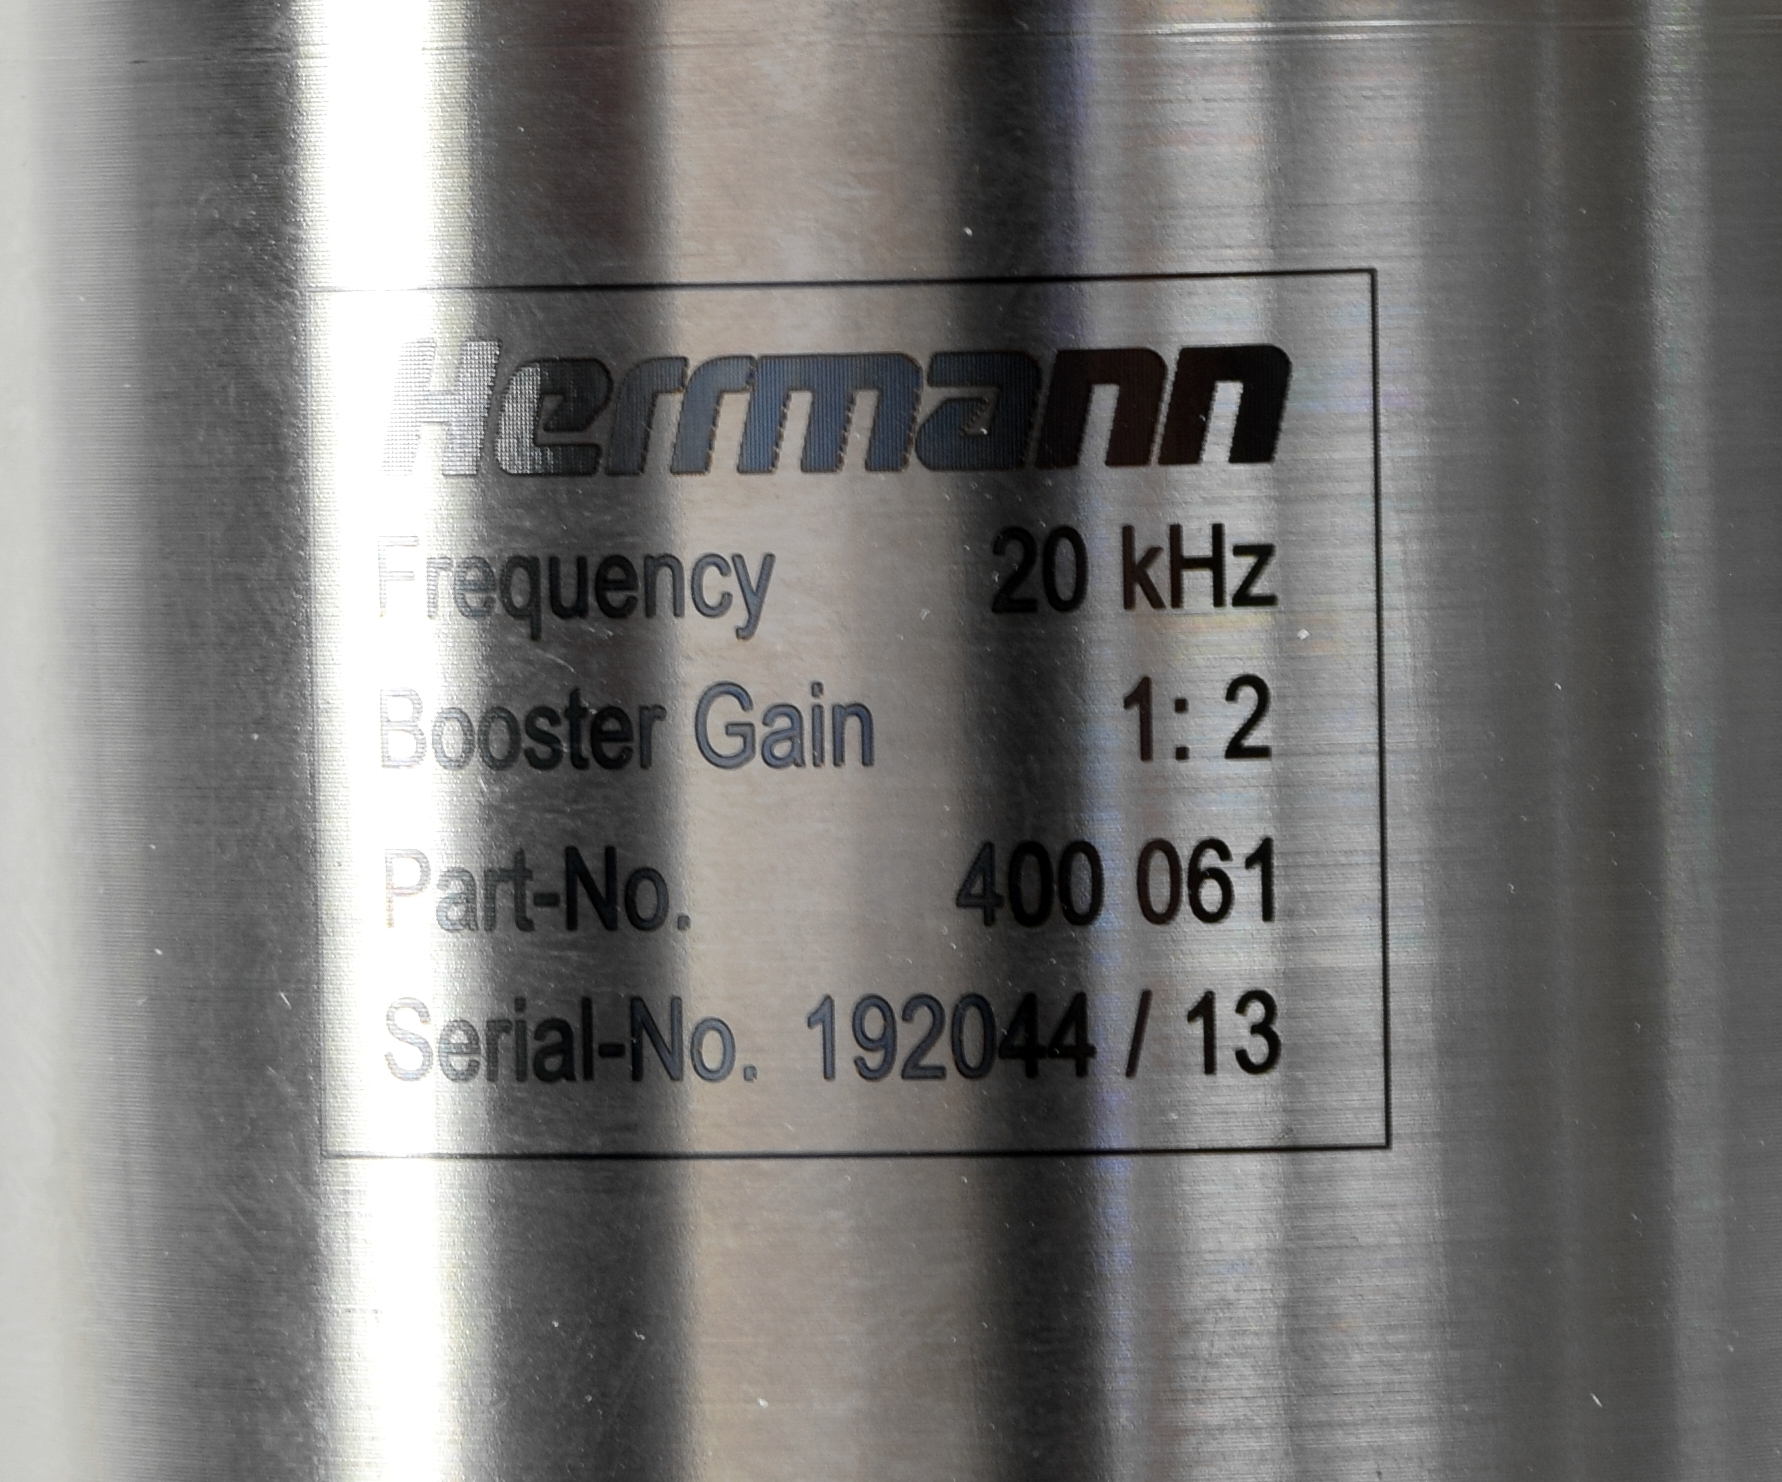 Herrmann
Frequency 20 kHz
Booster Gain 1: 2
Part-No. 400 061
Serial-No. 192044 / 13